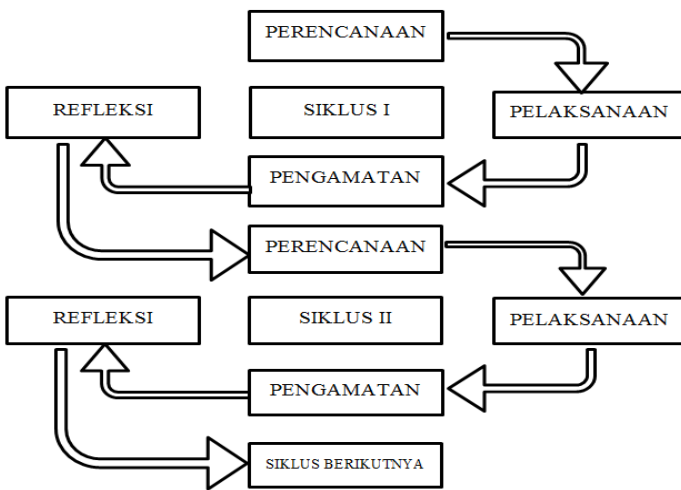 PERENCANAAN
REFLEKSI
SIKLUS I
PELAKSANAAN
PENGAMATAN
PERENCANAAN
REFLEKSI
SIKLUS II
PELAKSANAAN
PENGAMATAN
SIKLUS BERIKUTNYA